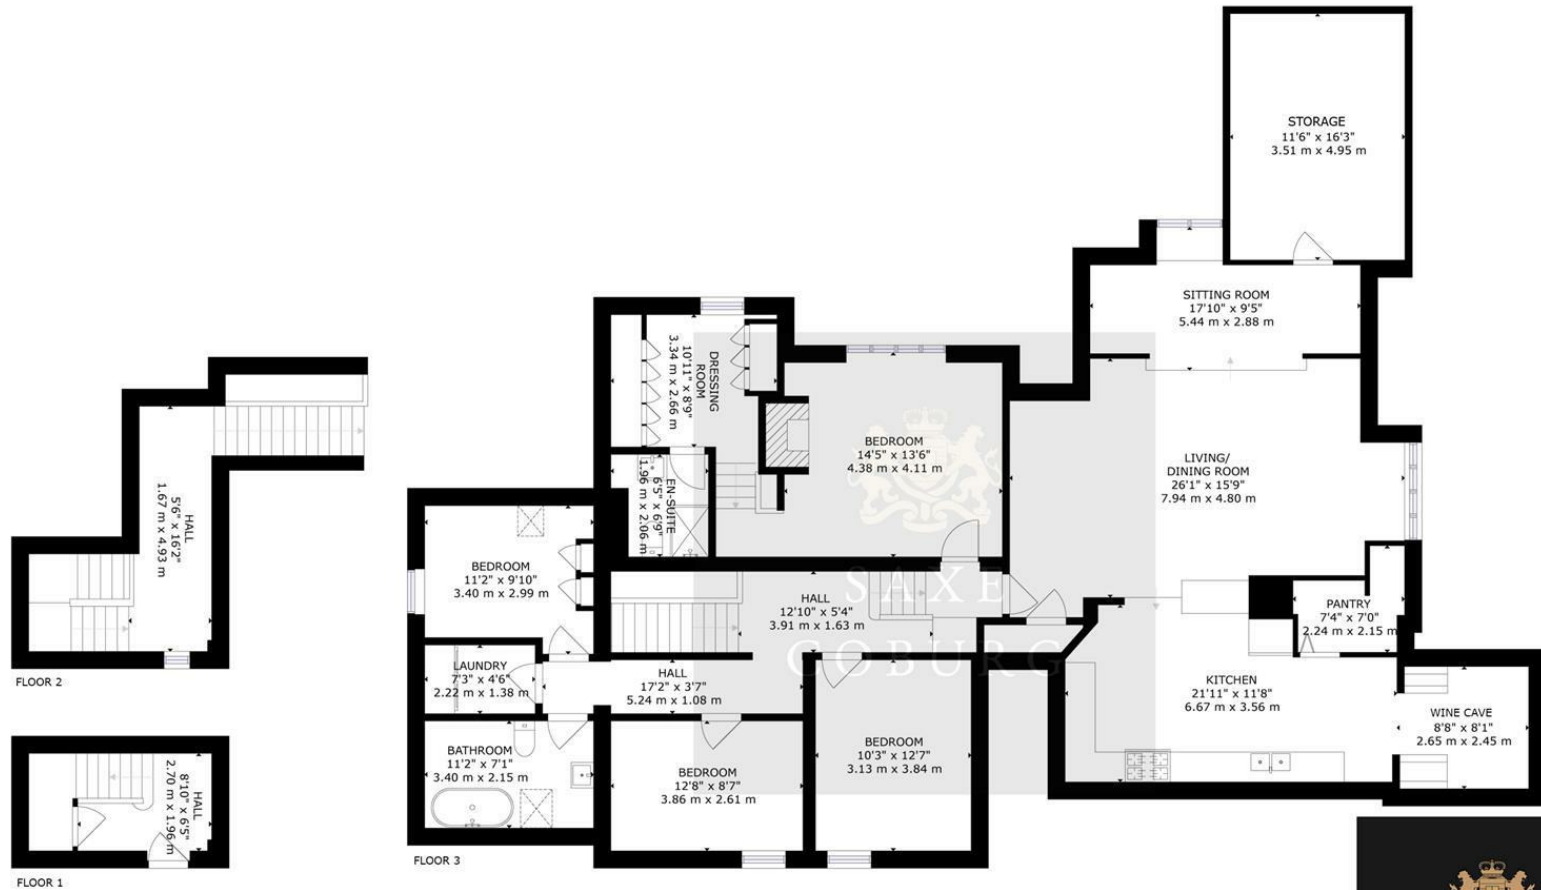 STORAGE
11'6" x 16'3"
3.51 m x 4.95 m
SITTING ROOM
17'10" x 9'5"
5.44 m x 2.88 m
DRESSING
ROOM
10'11" x 8'9"
3.34 m x 2.66 m
BEDROOM
14'5" x 13'6"
4.38 m x 4.11 m
LIVING/
DINING ROOM
26'1" x 15'9"
7.94 m x 4.80 m
EN-SUITE
6'5" x 6'9"
1.96 m x 2.06 m
HALL
5'6" x 16'2"
1.67 m x 4.93 m
FLOOR 2
BEDROOM
11'2" x 9'10"
3.40 m x 2.99 m
SAXE
COBURG
HALL
12'10" x 5'4"
3.91 m x 1.63 m
PANTRY
7'4" x 7'0"
2.24 m x 2.15 m
LAUNDRY
7'3" x 4'6"
2.22 m x 1.38 m
HALL
17'2" x 3'7"
5.24 m x 1.08 m
KITCHEN
21'11" x 11'8"
6.67 m x 3.56 m
WINE CAVE
8'8" x 8'1"
2.65 m x 2.45 m
BATHROOM
11'2" x 7'1"
3.40 m x 2.15 m
BEDROOM
12'8" x 8'7"
3.86 m x 2.61 m
BEDROOM
10'3" x 12'7"
3.13 m x 3.84 m
HALL
8'10" x 6'5"
2.70 m x 1.96 m
FLOOR 1
FLOOR 3